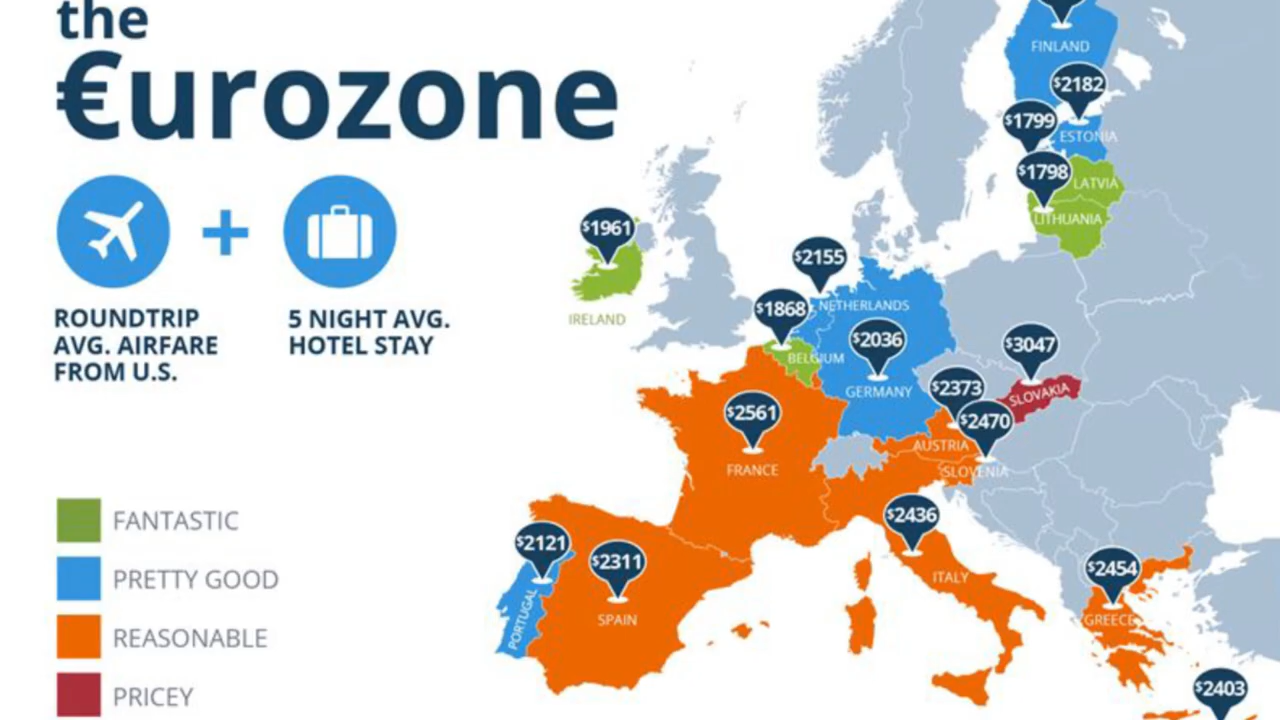 the
€urozone
ROUNDTRIP
AVG. AIRFARE
FROM U.S.
+
5 NIGHT AVG.
HOTEL STAY
FANTASTIC
PRETTY GOOD
REASONABLE
PRICEY
FINLAND
$2182
$1799
ESTONIA
$1798
LATVIA
LITHUANIA
$1961
IRELAND
$2155
NETHERLANDS
$1868
BELGIUM
$2036
GERMANY
$3047
SLOVAKIA
$2373
$2470
AUSTRIA
SLOVENIA
$2561
FRANCE
$2436
ITALY
$2121
PORTUGAL
$2311
SPAIN
$2454
GREECE
$2403